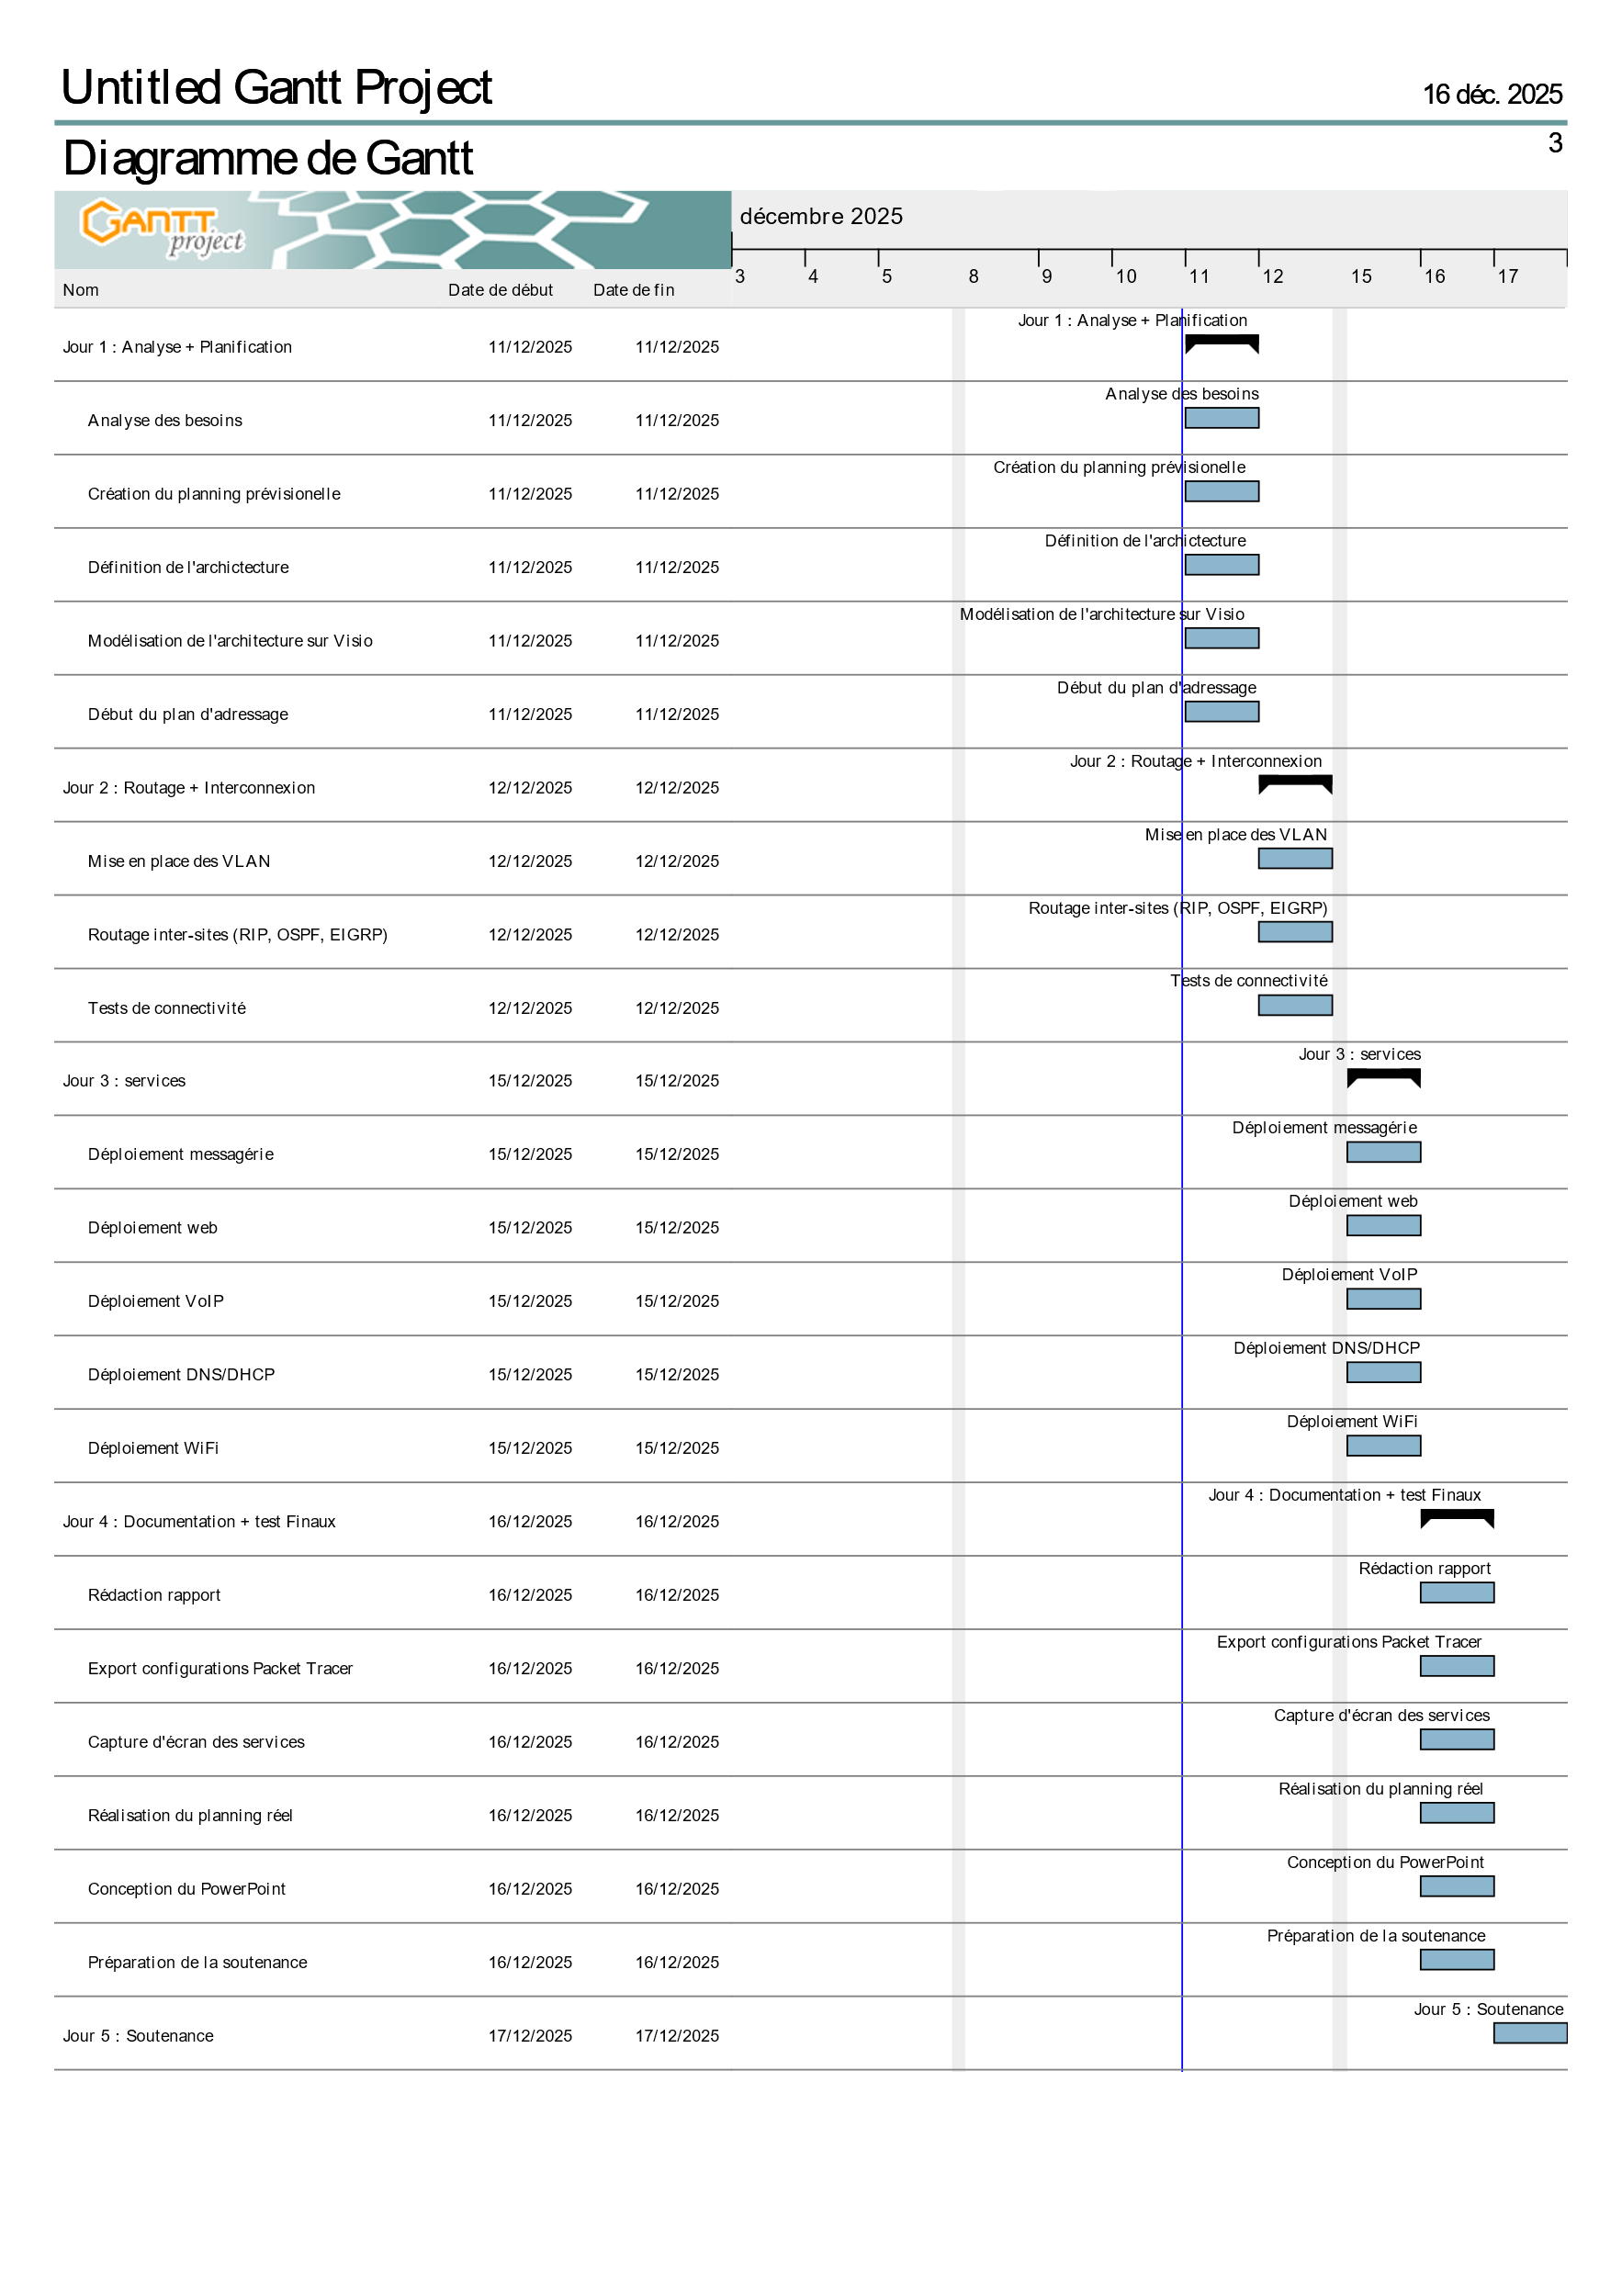 Untitled Gantt Project
16 déc. 2025
Diagramme de Gantt
3
GANTT project
décembre 2025
3 4 5 8 9 10 11 12 15 16 17
Nom Date de début Date de fin
Jour 1 : Analyse + Planification
Jour 1 : Analyse + Planification 11/12/2025 11/12/2025
Analyse des besoins
Analyse des besoins 11/12/2025 11/12/2025
Création du planning prévisionelle
Création du planning prévisionelle 11/12/2025 11/12/2025
Définition de l'archictecture
Définition de l'archictecture 11/12/2025 11/12/2025
Modélisation de l'architecture sur Visio
Modélisation de l'architecture sur Visio 11/12/2025 11/12/2025
Début du plan d'adressage
Début du plan d'adressage 11/12/2025 11/12/2025
Jour 2 : Routage + Interconnexion
Jour 2 : Routage + Interconnexion 12/12/2025 12/12/2025
Mise en place des VLAN
Mise en place des VLAN 12/12/2025 12/12/2025
Routage inter-sites (RIP, OSPF, EIGRP)
Routage inter-sites (RIP, OSPF, EIGRP) 12/12/2025 12/12/2025
Tests de connectivité
Tests de connectivité 12/12/2025 12/12/2025
Jour 3 : services
Jour 3 : services 15/12/2025 15/12/2025
Déploiement messagérie
Déploiement messagérie 15/12/2025 15/12/2025
Déploiement web
Déploiement web 15/12/2025 15/12/2025
Déploiement VoIP
Déploiement VoIP 15/12/2025 15/12/2025
Déploiement DNS/DHCP
Déploiement DNS/DHCP 15/12/2025 15/12/2025
Déploiement WiFi
Déploiement WiFi 15/12/2025 15/12/2025
Jour 4 : Documentation + test Finaux
Jour 4 : Documentation + test Finaux 16/12/2025 16/12/2025
Rédaction rapport
Rédaction rapport 16/12/2025 16/12/2025
Export configurations Packet Tracer
Export configurations Packet Tracer 16/12/2025 16/12/2025
Capture d'écran des services
Capture d'écran des services 16/12/2025 16/12/2025
Réalisation du planning réel
Réalisation du planning réel 16/12/2025 16/12/2025
Conception du PowerPoint
Conception du PowerPoint 16/12/2025 16/12/2025
Préparation de la soutenance
Préparation de la soutenance 16/12/2025 16/12/2025
Jour 5 : Soutenance
Jour 5 : Soutenance 17/12/2025 17/12/2025